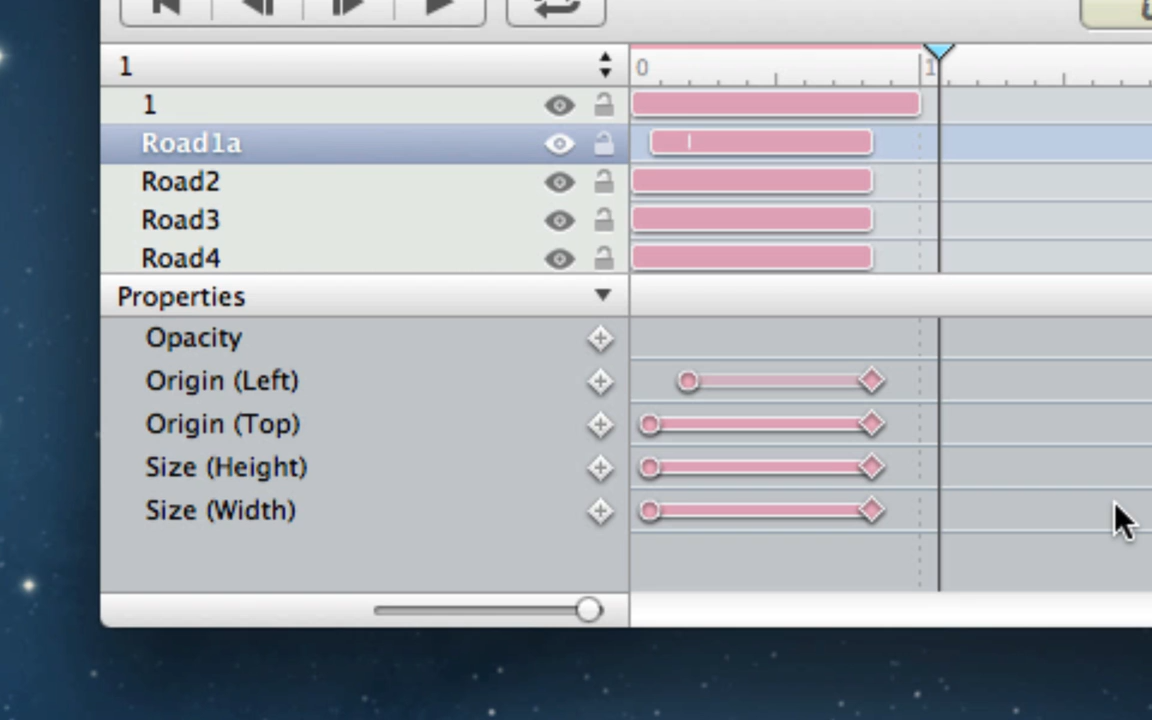 1
0
1
1
Road1a
Road2
Road3
Road4
Properties
Opacity
Origin (Left)
Origin (Top)
Size (Height)
Size (Width)